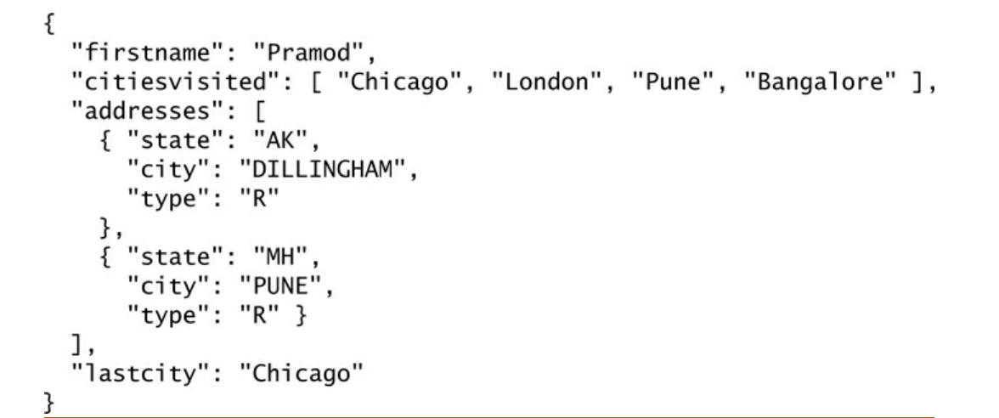 {
  "firstname": "Pramod",
  "citiesvisited": [ "Chicago", "London", "Pune", "Bangalore" ],
  "addresses": [
    { "state": "AK",
      "city": "DILLINGHAM",
      "type": "R"
    },
    { "state": "MH",
      "city": "PUNE",
      "type": "R" }
  ],
  "lastcity": "Chicago"
}